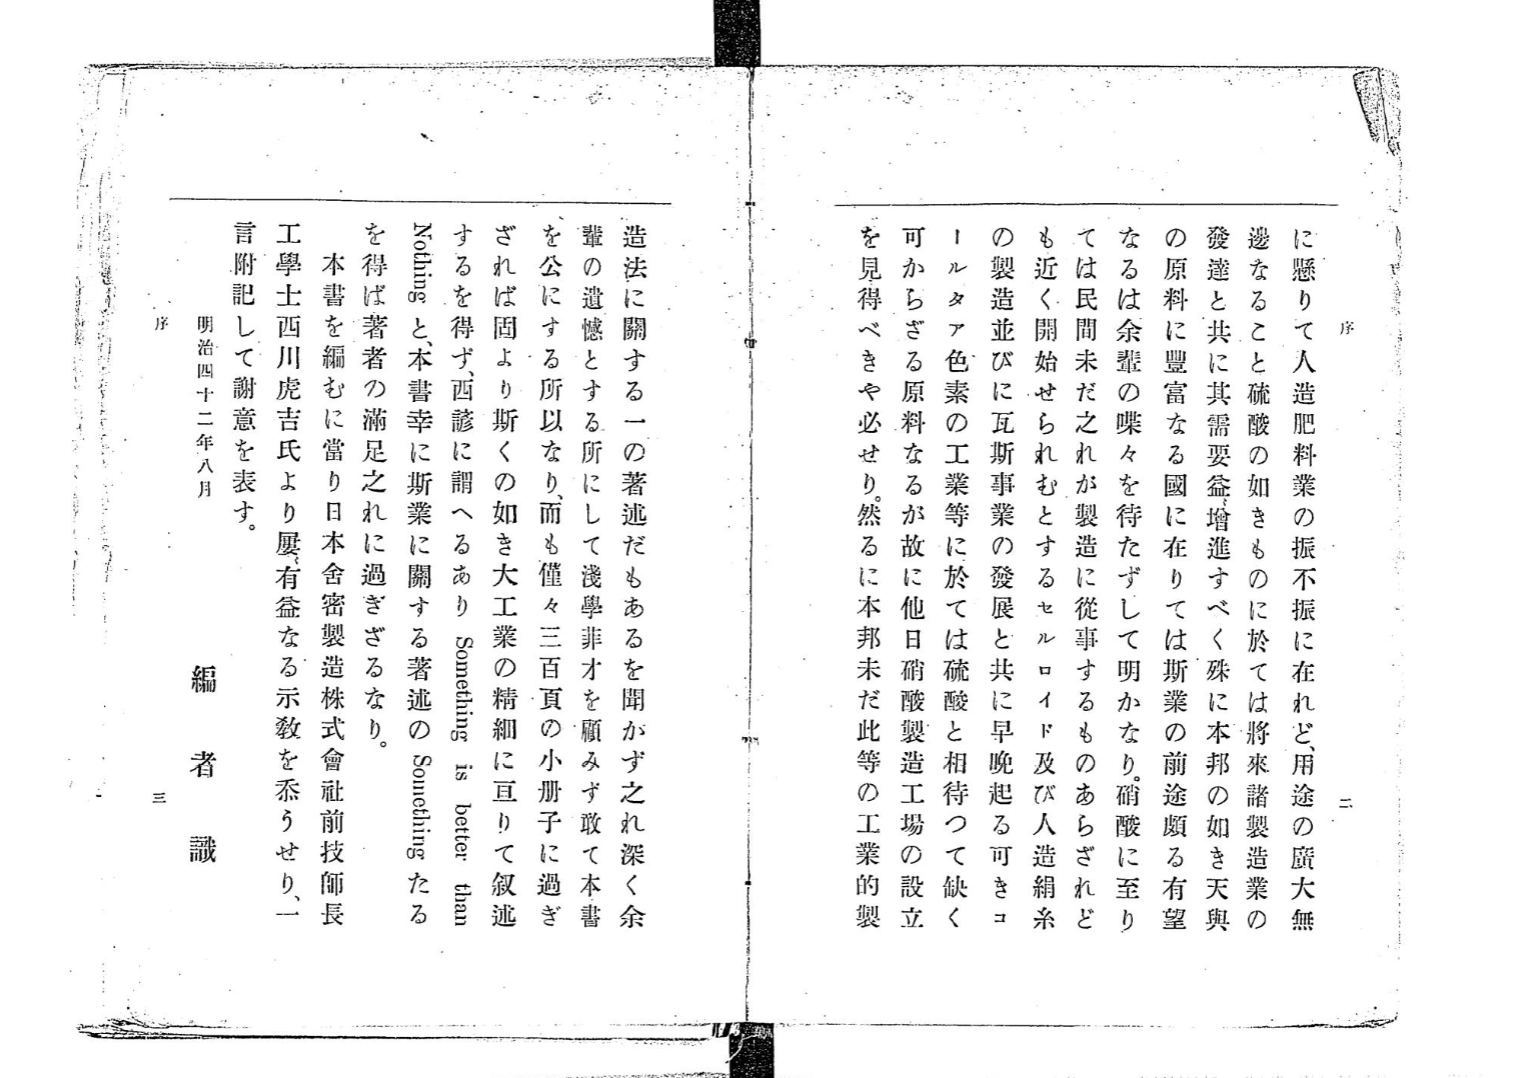 序
二
に懸りて人造肥料業の振不振に在れど、用途の廣大無
邊なること硫酸の如きものに於ては將來諸製造業の
發達と共に其需要益〻增進すべく殊に本邦の如き天與
の原料に豐富なる國に在りては斯業の前途頗る有望
なるは余輩の喋々を待たずして明かなり。硝酸に至り
ては民間未だ之れが製造に從事するものあらざれど
も近く開始せられむとするセルロイド及び人造絹糸
の製造並びに瓦斯事業の發展と共に早晩起る可きコ
ールタア色素の工業等に於ては硫酸と相待つて缺く
可からざる原料なるが故に他日硝酸製造工場の設立
を見得べきや必せり。然るに本邦未だ此等の工業的製
造法に關する一の著述だもあるを聞かず之れ深く余
輩の遺憾とする所にして淺學非才を顧みず敢て本書
を公にする所以なり、而も僅々三百頁の小册子に過ぎ
ざれば固より斯くの如き大工業の精細に亘りて叙述
するを得ず、西諺に謂へるあり Something is better than
Nothing と、本書幸に斯業に關する著述の Something たる
を得ば著者の滿足之れに過ぎざるなり。
本書を編むに當り日本舍密製造株式會社前技師長
工學士西川虎吉氏より屢〻有益なる示敎を忝うせり、一
言附記して謝意を表す。
明治四十二年八月
編者識
序
三